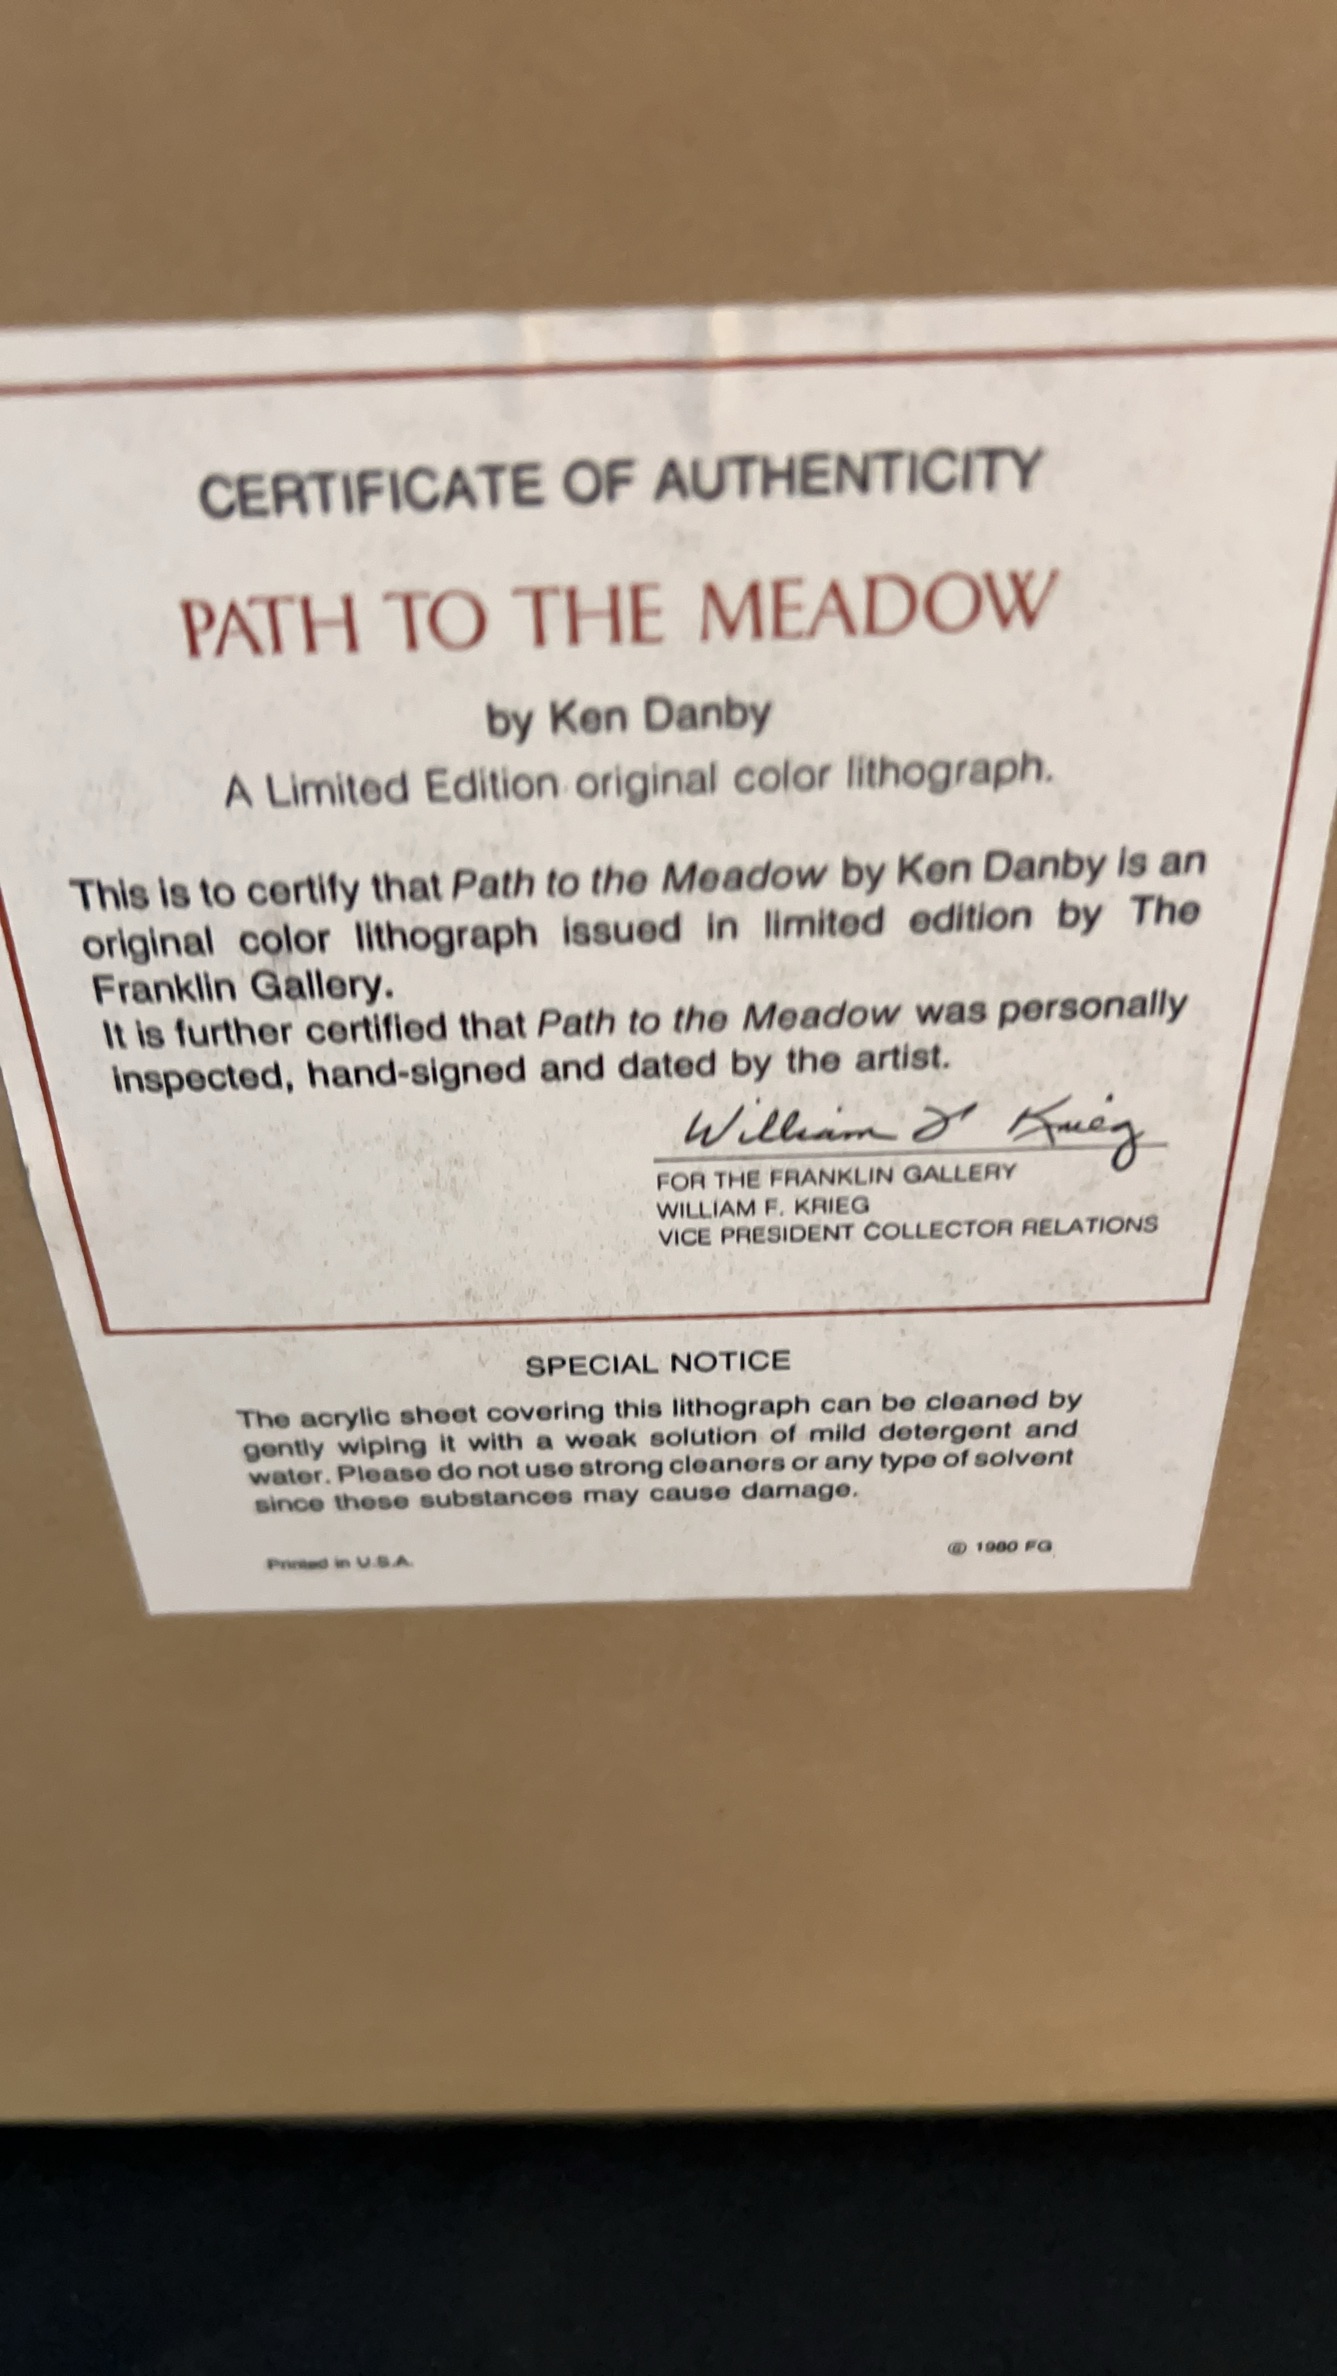 CERTIFICATE OF AUTHENTICITY
PATH TO THE MEADOW
by Ken Danby
A Limited Edition original color lithograph.
This is to certify that Path to the Meadow by Ken Danby is an
original color lithograph issued in limited edition by The
Franklin Gallery.
It is further certified that Path to the Meadow was personally
inspected, hand-signed and dated by the artist.
William F Krieg
FOR THE FRANKLIN GALLERY
WILLIAM F. KRIEG
VICE PRESIDENT COLLECTOR RELATIONS
SPECIAL NOTICE
The acrylic sheet covering this lithograph can be cleaned by
gently wiping it with a weak solution of mild detergent and
water. Please do not use strong cleaners or any type of solvent
since these substances may cause damage.
Printed in U.S.A.
© 1980 FG